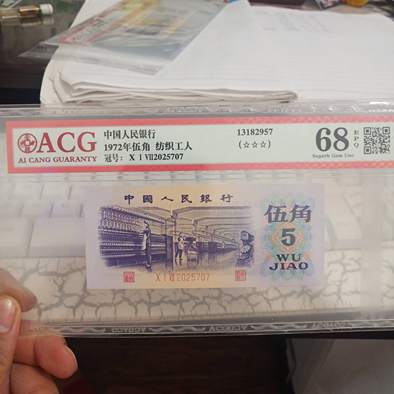 ACG
AI CANG GUARANTY
中国人民银行
1972年伍角 纺织工人
冠号: X I VII2025707
13182957
(☆☆☆)
68
EPQ
Superb Gem Unc
中國人民銀行
伍角
5
WU
JIAO
X I VII2025707